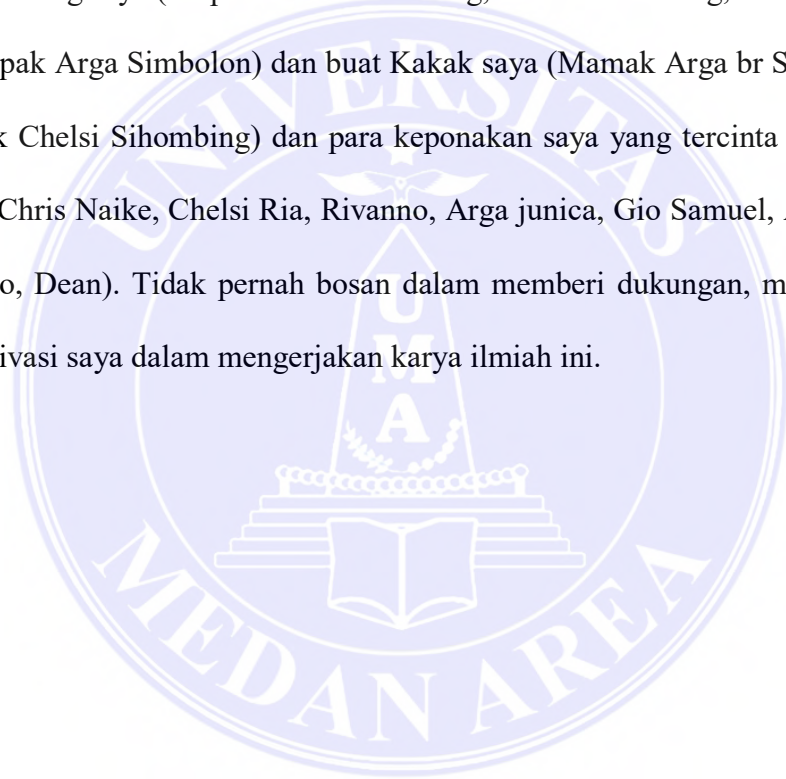 pak Arga Simbolon) dan buat Kakak saya (Mamak Arga br S
k Chelsi Sihombing) dan para keponakan saya yang tercinta
Chris Naike, Chelsi Ria, Rivanno, Arga junica, Gio Samuel,
o, Dean). Tidak pernah bosan dalam memberi dukungan, m
ivasi saya dalam mengerjakan karya ilmiah ini.
UNIVERSITAS
UMA
MEDAN AREA